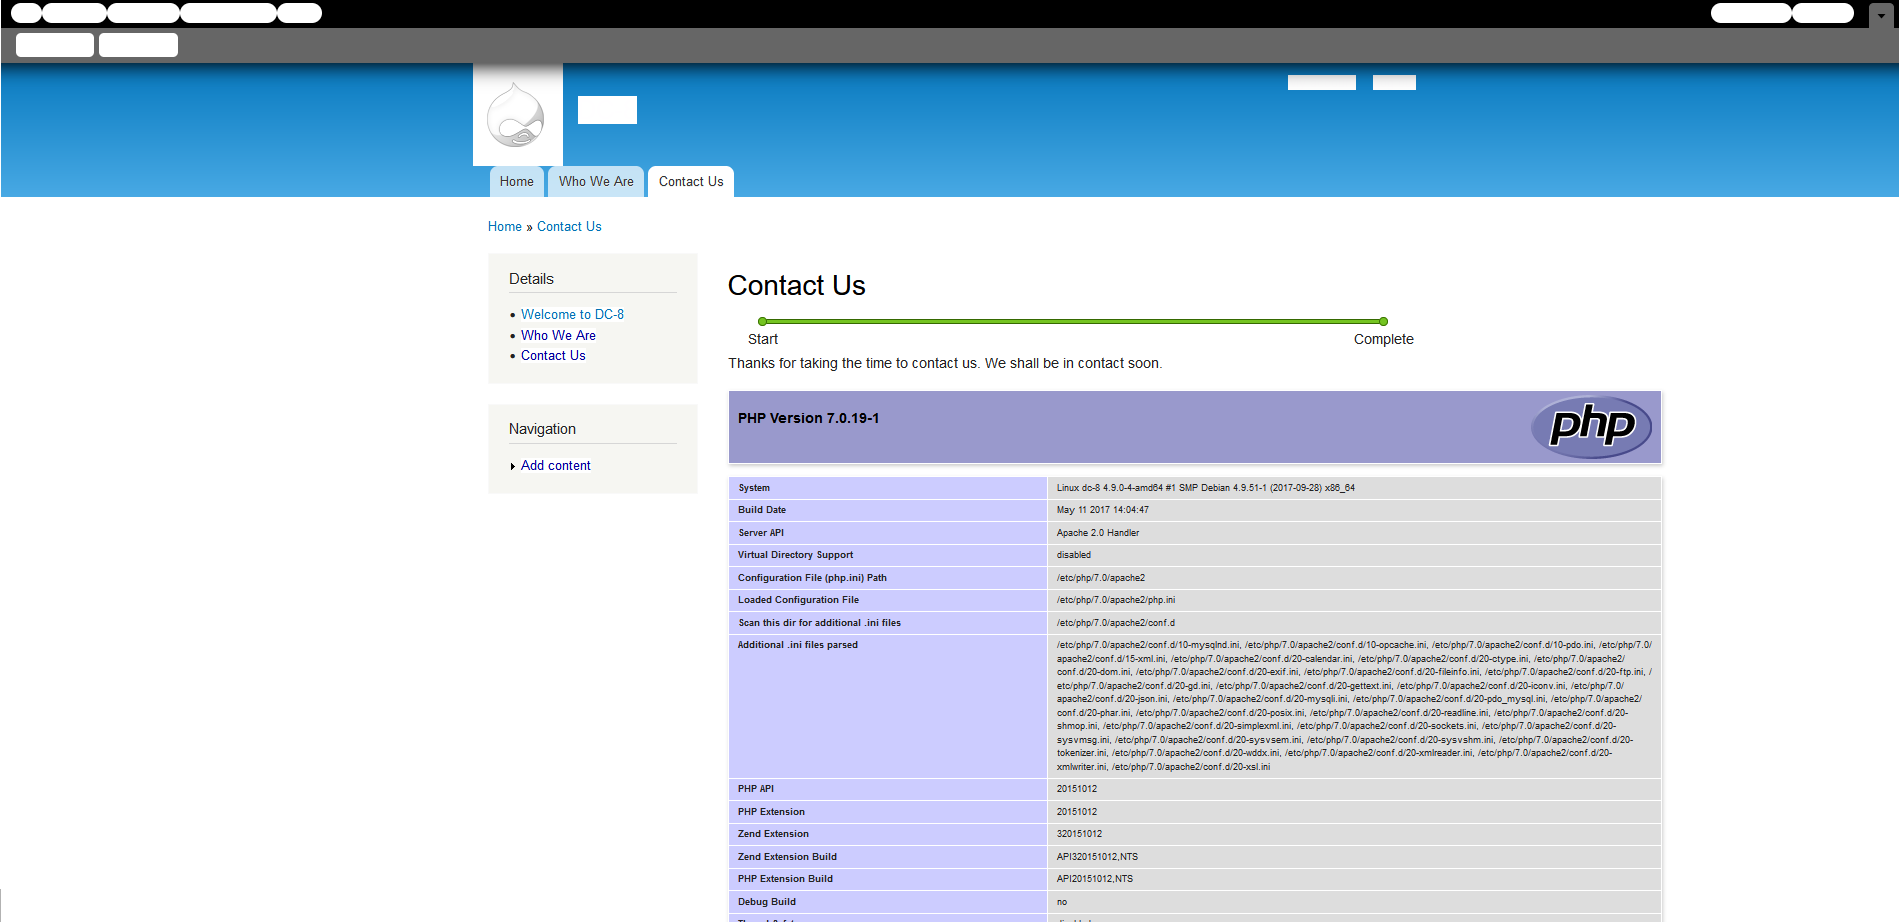 Home Who We Are Contact Us
Home » Contact Us
Details
Welcome to DC-8
Who We Are
Contact Us
Navigation
Add content
Contact Us
Start Complete
Thanks for taking the time to contact us. We shall be in contact soon.
PHP Version 7.0.19-1
php
System Linux dc-8 4.9.0-4-amd64 #1 SMP Debian 4.9.51-1 (2017-09-28) x86_64
Build Date May 11 2017 14:04:47
Server API Apache 2.0 Handler
Virtual Directory Support disabled
Configuration File (php.ini) Path /etc/php/7.0/apache2
Loaded Configuration File /etc/php/7.0/apache2/php.ini
Scan this dir for additional .ini files /etc/php/7.0/apache2/conf.d
Additional .ini files parsed /etc/php/7.0/apache2/conf.d/10-mysqlnd.ini, /etc/php/7.0/apache2/conf.d/10-opcache.ini, /etc/php/7.0/apache2/conf.d/10-pdo.ini, /etc/php/7.0/
apache2/conf.d/15-xml.ini, /etc/php/7.0/apache2/conf.d/20-calendar.ini, /etc/php/7.0/apache2/conf.d/20-ctype.ini, /etc/php/7.0/apache2/
conf.d/20-dom.ini, /etc/php/7.0/apache2/conf.d/20-exif.ini, /etc/php/7.0/apache2/conf.d/20-fileinfo.ini, /etc/php/7.0/apache2/conf.d/20-ftp.ini, /
etc/php/7.0/apache2/conf.d/20-gd.ini, /etc/php/7.0/apache2/conf.d/20-gettext.ini, /etc/php/7.0/apache2/conf.d/20-iconv.ini, /etc/php/7.0/
apache2/conf.d/20-json.ini, /etc/php/7.0/apache2/conf.d/20-mysqli.ini, /etc/php/7.0/apache2/conf.d/20-pdo_mysql.ini, /etc/php/7.0/apache2/
conf.d/20-phar.ini, /etc/php/7.0/apache2/conf.d/20-posix.ini, /etc/php/7.0/apache2/conf.d/20-readline.ini, /etc/php/7.0/apache2/conf.d/20-
shmop.ini, /etc/php/7.0/apache2/conf.d/20-simplexml.ini, /etc/php/7.0/apache2/conf.d/20-sockets.ini, /etc/php/7.0/apache2/conf.d/20-
sysvmsg.ini, /etc/php/7.0/apache2/conf.d/20-sysvsem.ini, /etc/php/7.0/apache2/conf.d/20-sysvshm.ini, /etc/php/7.0/apache2/conf.d/20-
tokenizer.ini, /etc/php/7.0/apache2/conf.d/20-wddx.ini, /etc/php/7.0/apache2/conf.d/20-xmlreader.ini, /etc/php/7.0/apache2/conf.d/20-
xmlwriter.ini, /etc/php/7.0/apache2/conf.d/20-xsl.ini
PHP API 20151012
PHP Extension 20151012
Zend Extension 320151012
Zend Extension Build API320151012,NTS
PHP Extension Build API20151012,NTS
Debug Build no